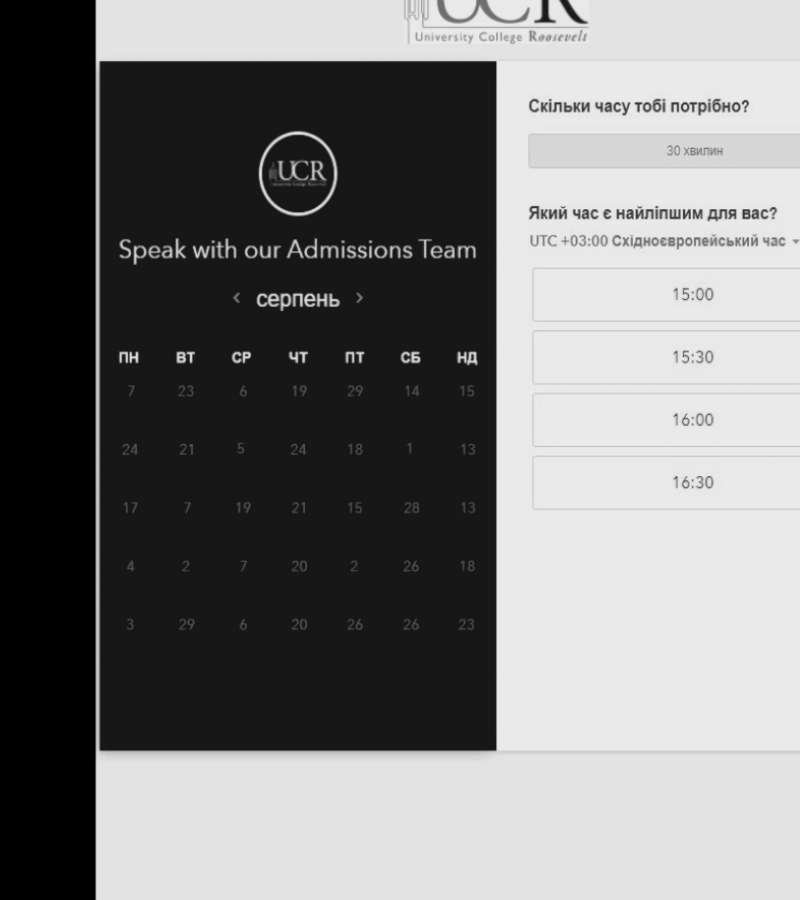 UCR
University College Roosevelt
UCR
Speak with our Admissions Team
‹ серпень ›
ПН ВТ СР ЧТ ПТ СБ НД
7 23 6 19 29 14 15
24 21 5 24 18 1 13
17 7 19 21 15 28 13
4 2 7 20 2 26 18
3 29 6 20 26 26 23
Скільки часу тобі потрібно?
30 хвилин
Який час є найліпшим для вас?
UTC +03:00 Східноєвропейський час
15:00
15:30
16:00
16:30